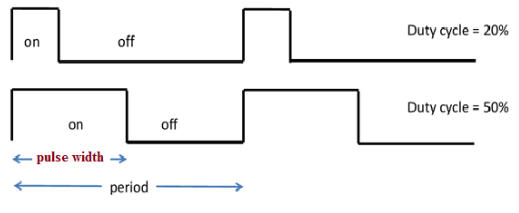 on off Duty cycle = 20%
on off Duty cycle = 50%
pulse width
period